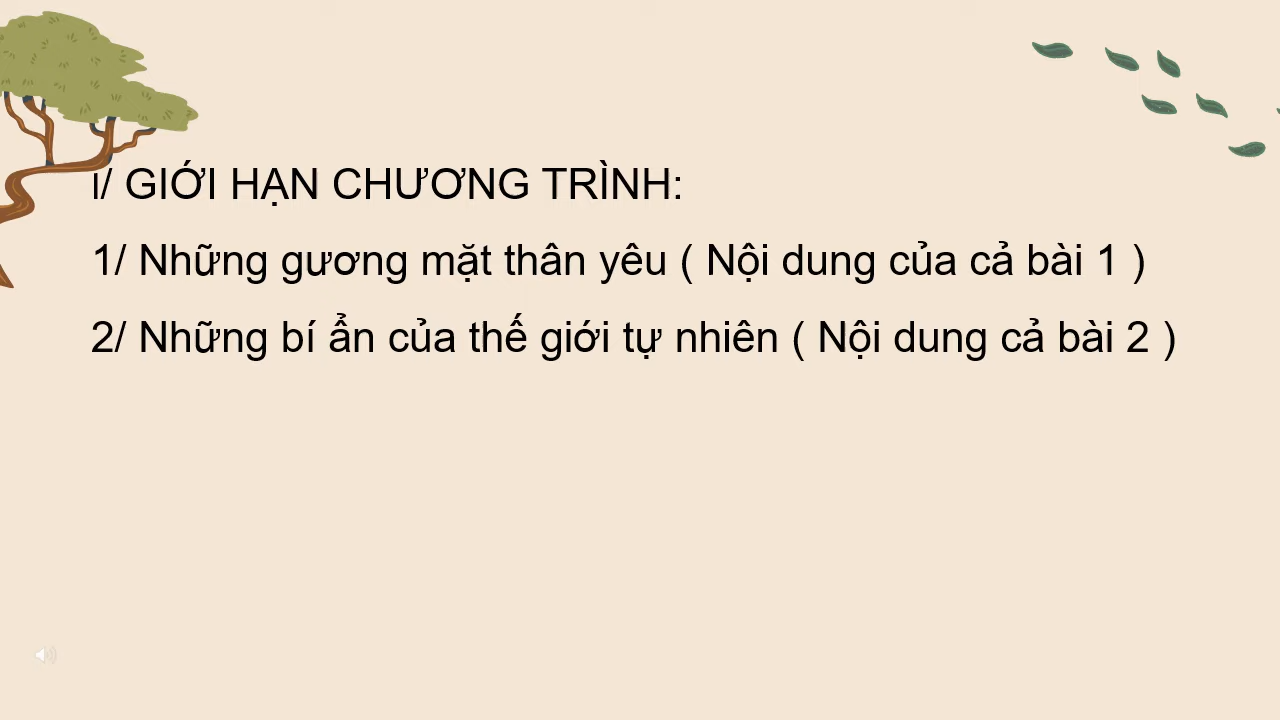 I/ GIỚI HẠN CHƯƠNG TRÌNH:
1/ Những gương mặt thân yêu ( Nội dung của cả bài 1 )
2/ Những bí ẩn của thế giới tự nhiên ( Nội dung cả bài 2 )